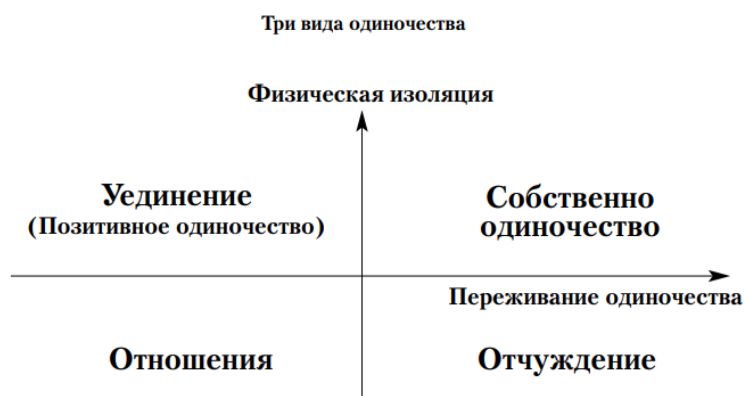 Три вида одиночества
Физическая изоляция
Уединение
(Позитивное одиночество)
Собственно
одиночество
Переживание одиночества
Отношения
Отчуждение